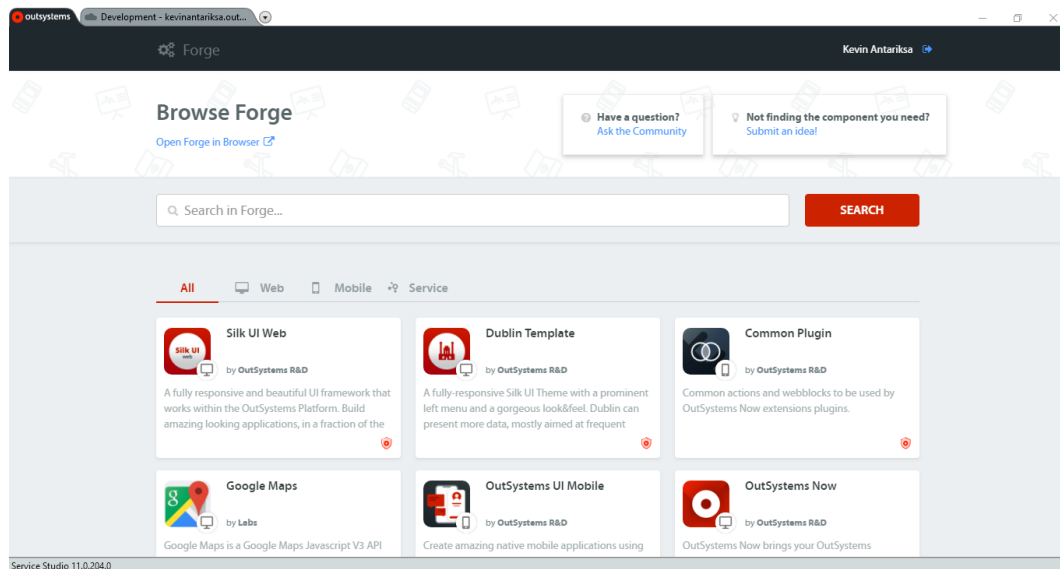 outsystems
Development - kevinantariksa.out...
Forge
Kevin Antariksa
Browse Forge
Open Forge in Browser
Have a question?
Ask the Community
Not finding the component you need?
Submit an idea!
Search in Forge...
SEARCH
All
Web
Mobile
Service
Silk UI
web
Silk UI Web
by OutSystems R&D
A fully responsive and beautiful UI framework that
works within the OutSystems Platform. Build
amazing looking applications, in a fraction of the
Dublin Template
by OutSystems R&D
A fully-responsive Silk UI Theme with a prominent
left menu and a gorgeous look&feel. Dublin can
present more data, mostly aimed at frequent
Common Plugin
by OutSystems R&D
Common actions and webblocks to be used by
OutSystems Now extensions plugins.
8
Google Maps
by Labs
Google Maps is a Google Maps Javascript V3 API
OutSystems UI Mobile
by OutSystems R&D
Create amazing native mobile applications using
OutSystems Now
by OutSystems R&D
OutSystems Now brings your OutSystems
Service Studio 11.0.204.0